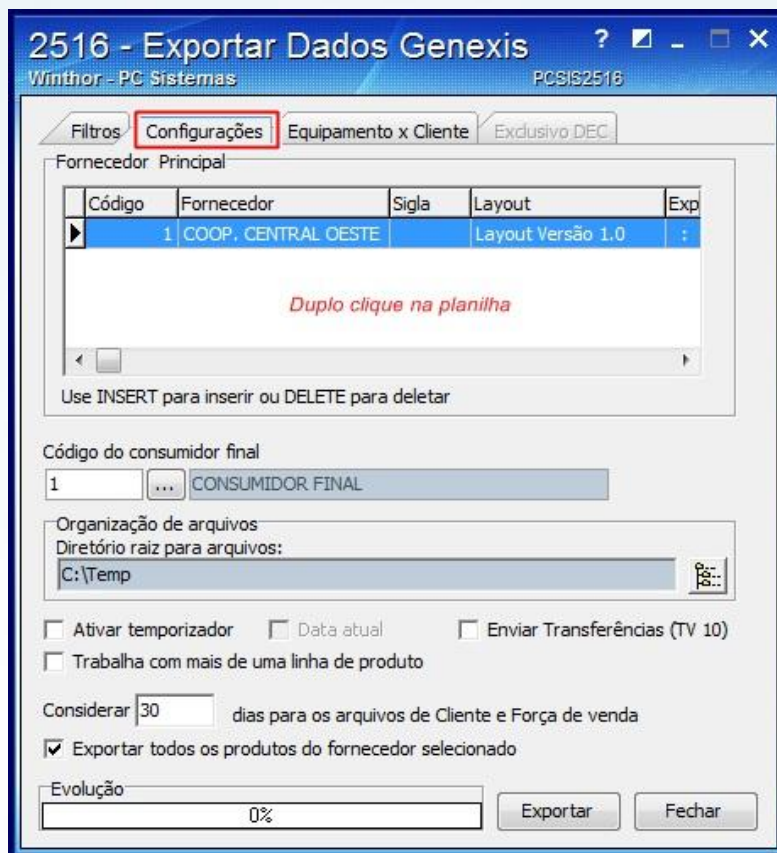 2516 - Exportar Dados Genexis
Winthor - PC Sistemas PCSIS2516
Filtros Configurações Equipamento x Cliente Exclusivo DEC
Fornecedor Principal
Código Fornecedor Sigla Layout Exp
1 COOP. CENTRAL OESTE Layout Versão 1.0 :
Duplo clique na planilha
Use INSERT para inserir ou DELETE para deletar
Código do consumidor final
1 ... CONSUMIDOR FINAL
Organização de arquivos
Diretório raiz para arquivos:
C:\Temp
Ativar temporizador Data atual Enviar Transferências (TV 10)
Trabalha com mais de uma linha de produto
Considerar 30 dias para os arquivos de Cliente e Força de venda
Exportar todos os produtos do fornecedor selecionado
Evolução
0% Exportar Fechar